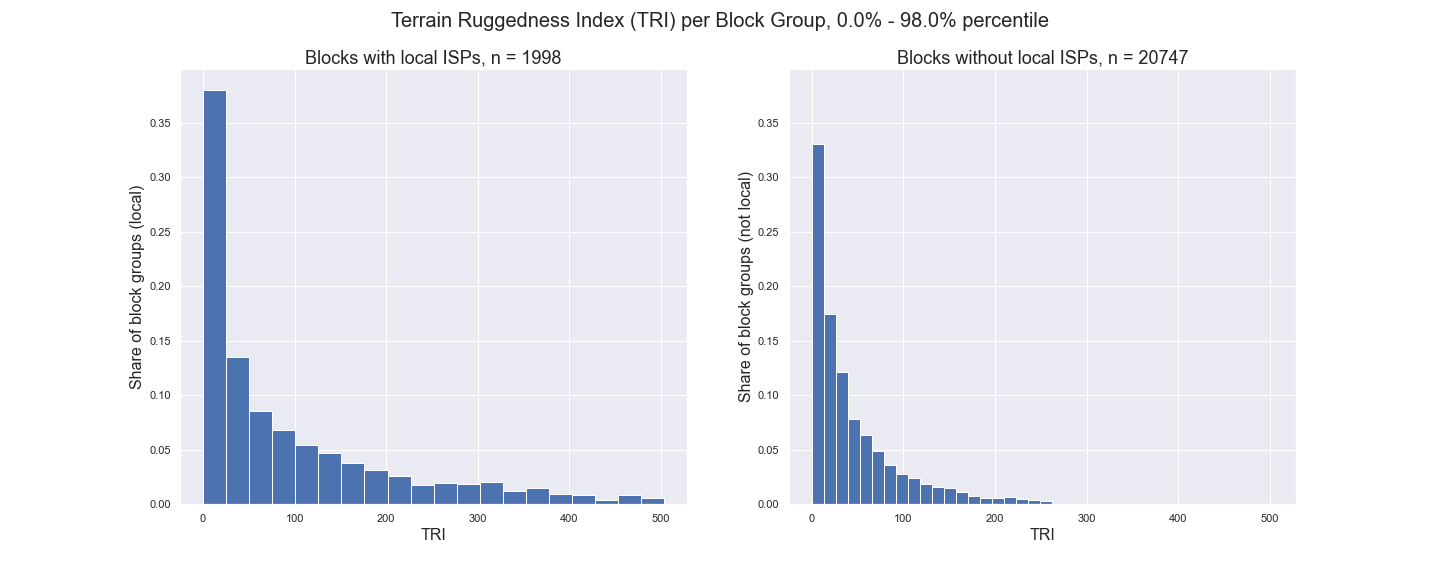 Terrain Ruggedness Index (TRI) per Block Group, 0.0% - 98.0% percentile
Blocks with local ISPs, n = 1998
Share of block groups (local)
0.35
0.30
0.25
0.20
0.15
0.10
0.05
0.00
0 100 200 300 400 500
TRI
Blocks without local ISPs, n = 20747
Share of block groups (not local)
0.35
0.30
0.25
0.20
0.15
0.10
0.05
0.00
0 100 200 300 400 500
TRI